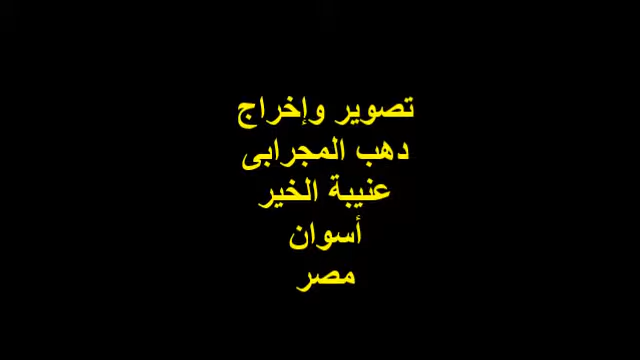 تصوير وإخراج
دهب المجرابى
عنيبة الخير
أسوان
مصر